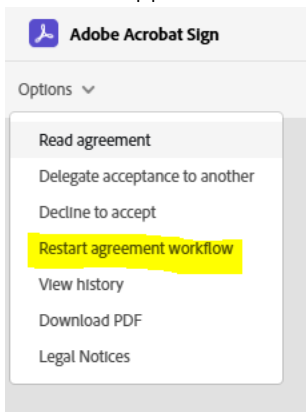 Adobe Acrobat Sign
Options
Read agreement
Delegate acceptance to another
Decline to accept
Restart agreement workflow
View history
Download PDF
Legal Notices